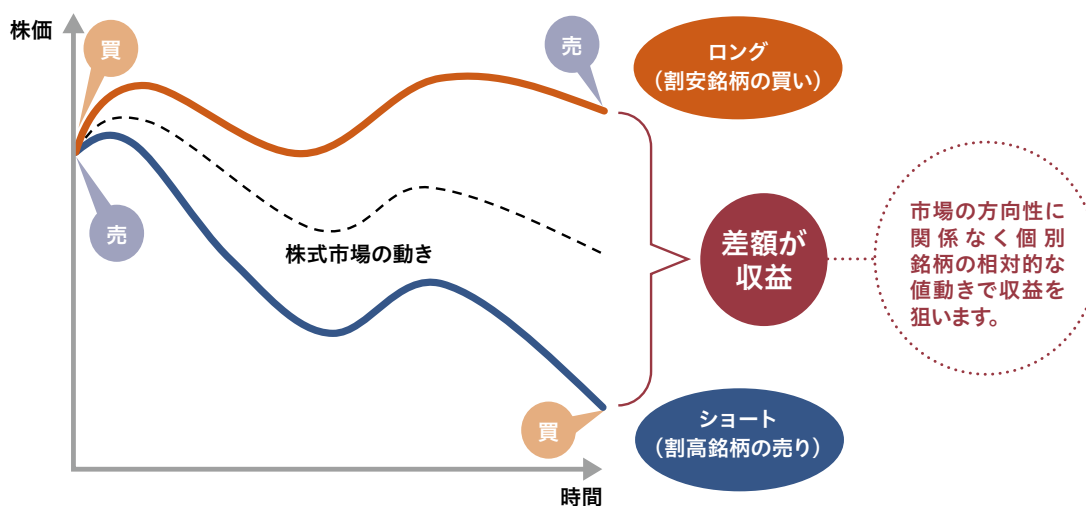 株価
買
売
ロング
（割安銘柄の買い）
売
株式市場の動き
差額が
収益
市場の方向性に
関係なく個別
銘柄の相対的な
値動きで収益を
狙います。
買
ショート
（割高銘柄の売り）
時間